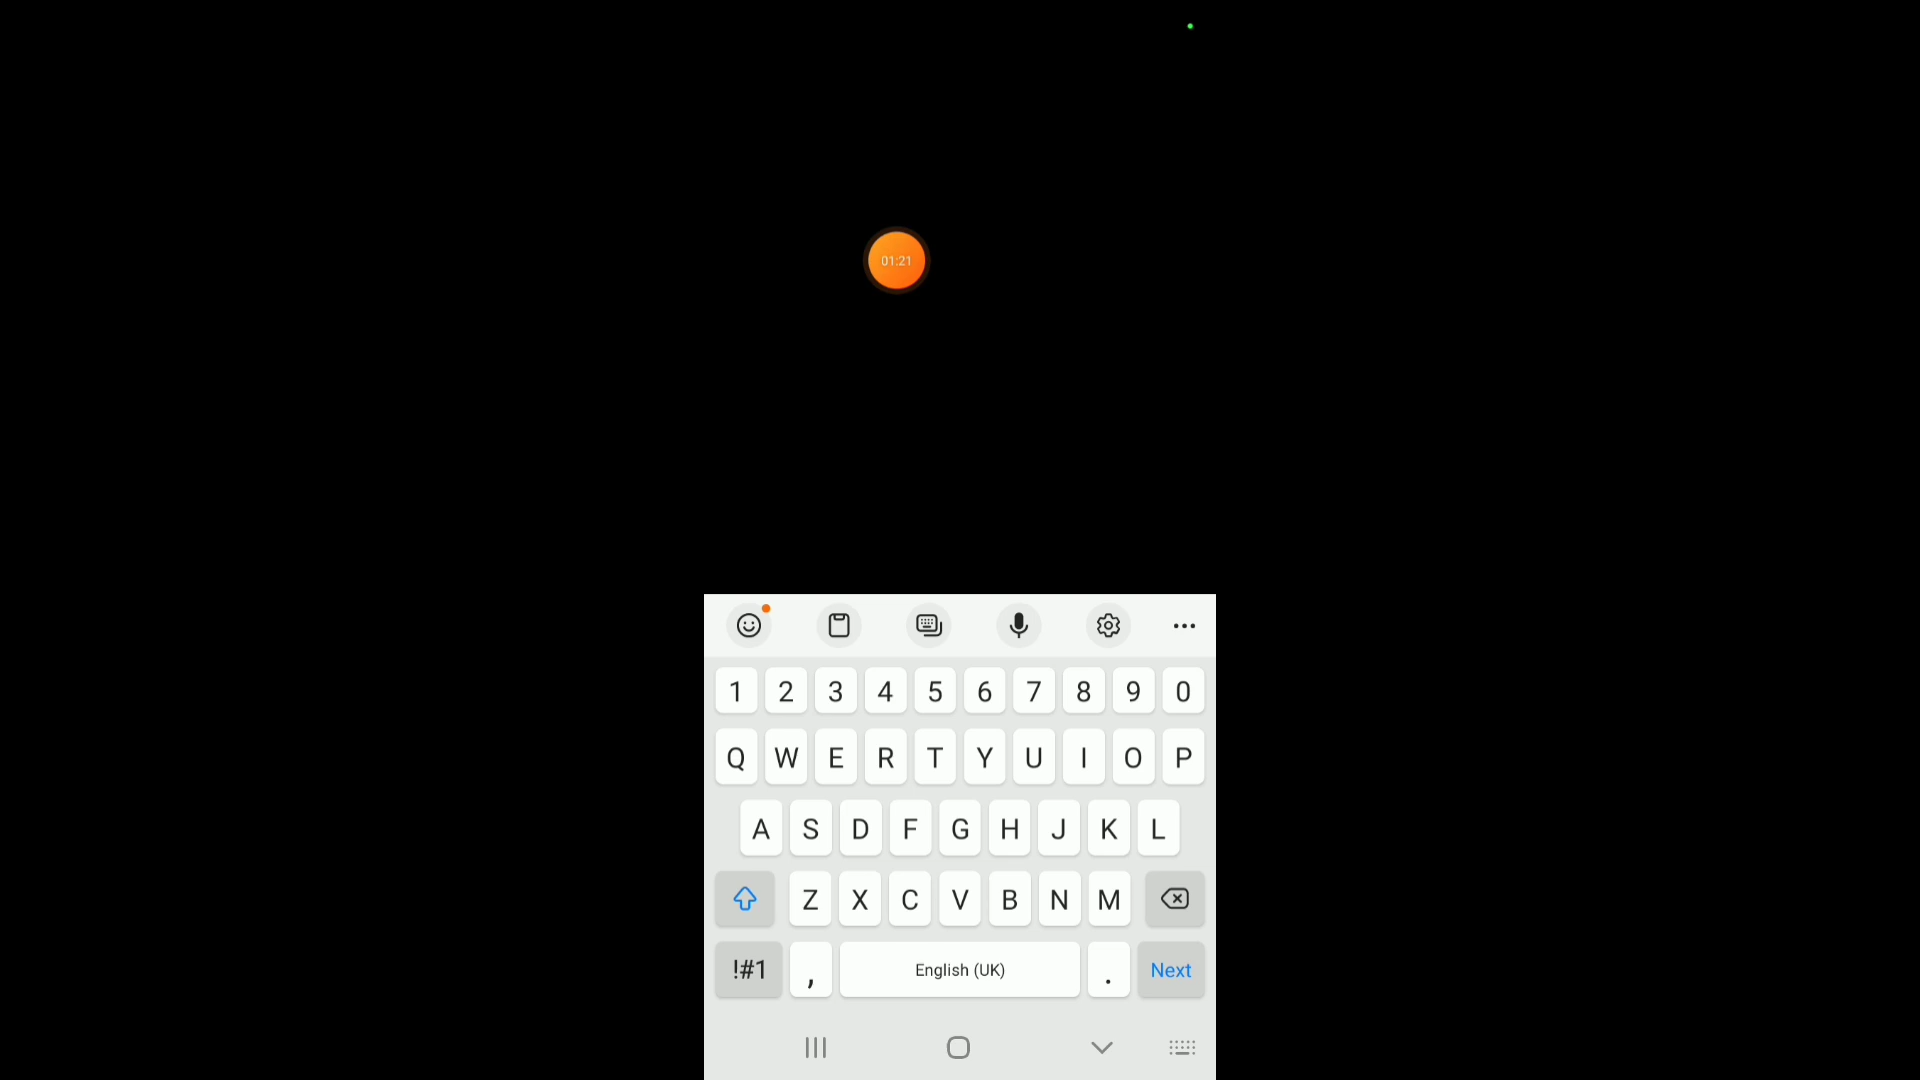 01:21
1 2 3 4 5 6 7 8 9 0
Q W E R T Y U I O P
A S D F G H J K L
Z X C V B N M
!#1 , English (UK) . Next